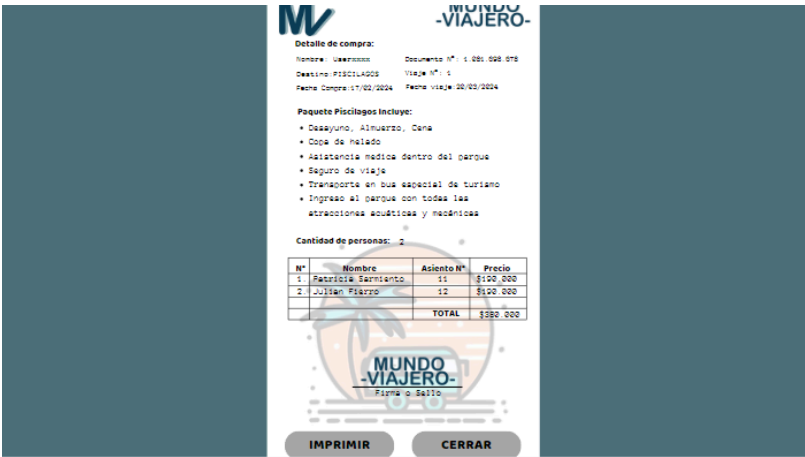 MV
MUNDO
-VIAJERO-
Detalle de compra:
Nombre: Userxxxx Documento N°: 1.081.698.678
Destino:PISCILAGOS Viaje N°: 1
Fecha Compra:17/02/2024 Fecha viaje:20/03/2024
Paquete Piscilagos Incluye:
• Desayuno, Almuerzo, Cena
• Copa de helado
• Asistencia medica dentro del parque
• Seguro de viaje
• Transporte en bus especial de turismo
• Ingreso al parque con todas las
atracciones acuáticas y mecánicas
Cantidad de personas: 2
N° Nombre Asiento N° Precio
1. Patricia Sarmiento 11 $190.000
2. Julian Fierro 12 $190.000
TOTAL $380.000
MUNDO
-VIAJERO-
Firma o Sello
IMPRIMIR CERRAR